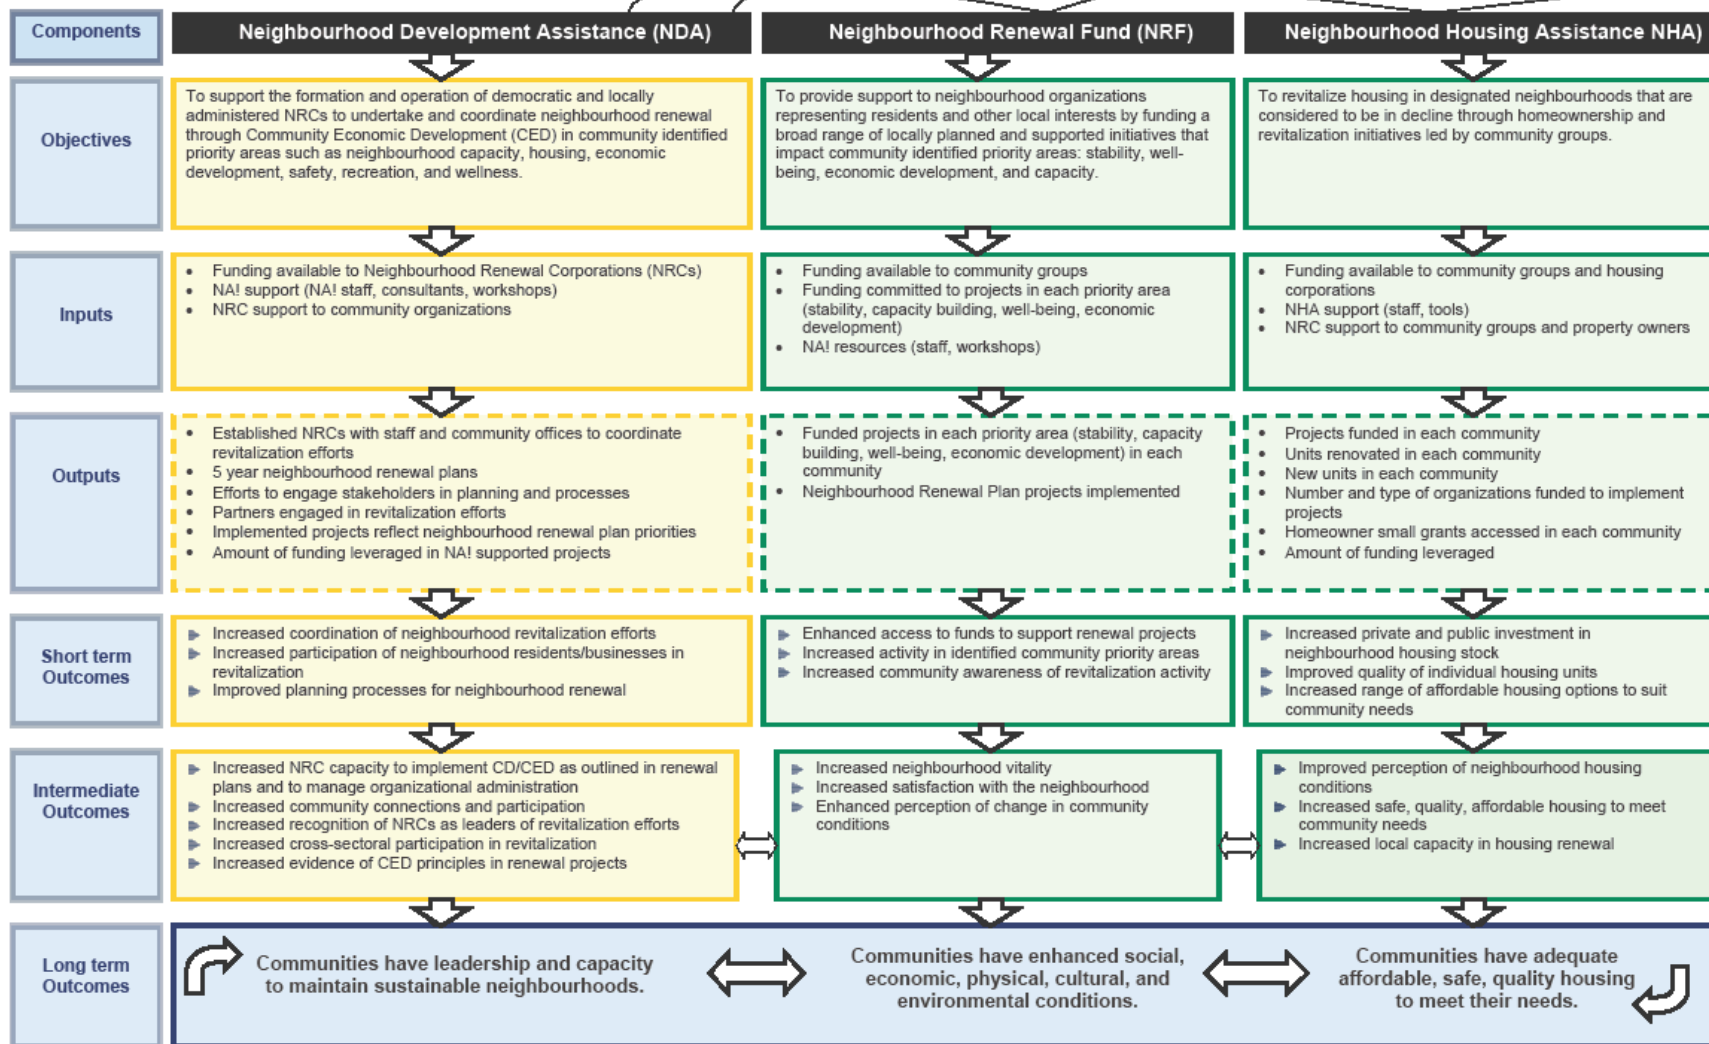 Components
Neighbourhood Development Assistance (NDA)
Neighbourhood Renewal Fund (NRF)
Neighbourhood Housing Assistance NHA)
Objectives
To support the formation and operation of democratic and locally
administered NRCs to undertake and coordinate neighbourhood renewal
through Community Economic Development (CED) in community identified
priority areas such as neighbourhood capacity, housing, economic
development, safety, recreation, and wellness.
To provide support to neighbourhood organizations
representing residents and other local interests by funding a
broad range of locally planned and supported initiatives that
impact community identified priority areas: stability, well-
being, economic development, and capacity.
To revitalize housing in designated neighbourhoods that are
considered to be in decline through homeownership and
revitalization initiatives led by community groups.
Inputs
• Funding available to Neighbourhood Renewal Corporations (NRCs)
• NA! support (NA! staff, consultants, workshops)
• NRC support to community organizations
• Funding available to community groups
• Funding committed to projects in each priority area
(stability, capacity building, well-being, economic
development)
• NA! resources (staff, workshops)
• Funding available to community groups and housing
corporations
• NHA support (staff, tools)
• NRC support to community groups and property owners
Outputs
• Established NRCs with staff and community offices to coordinate
revitalization efforts
• 5 year neighbourhood renewal plans
• Efforts to engage stakeholders in planning and processes
• Partners engaged in revitalization efforts
• Implemented projects reflect neighbourhood renewal plan priorities
• Amount of funding leveraged in NA! supported projects
• Funded projects in each priority area (stability, capacity
building, well-being, economic development) in each
community
• Neighbourhood Renewal Plan projects implemented
• Projects funded in each community
• Units renovated in each community
• New units in each community
• Number and type of organizations funded to implement
projects
• Homeowner small grants accessed in each community
• Amount of funding leveraged
Short term
Outcomes
Increased coordination of neighbourhood revitalization efforts
Increased participation of neighbourhood residents/businesses in
revitalization
Improved planning processes for neighbourhood renewal
Enhanced access to funds to support renewal projects
Increased activity in identified community priority areas
Increased community awareness of revitalization activity
Increased private and public investment in
neighbourhood housing stock
Improved quality of individual housing units
Increased range of affordable housing options to suit
community needs
Intermediate
Outcomes
Increased NRC capacity to implement CD/CED as outlined in renewal
plans and to manage organizational administration
Increased community connections and participation
Increased recognition of NRCs as leaders of revitalization efforts
Increased cross-sectoral participation in revitalization
Increased evidence of CED principles in renewal projects
Increased neighbourhood vitality
Increased satisfaction with the neighbourhood
Enhanced perception of change in community
conditions
Improved perception of neighbourhood housing
conditions
Increased safe, quality, affordable housing to meet
community needs
Increased local capacity in housing renewal
Long term
Outcomes
Communities have leadership and capacity
to maintain sustainable neighbourhoods.
Communities have enhanced social,
economic, physical, cultural, and
environmental conditions.
Communities have adequate
affordable, safe, quality housing
to meet their needs.